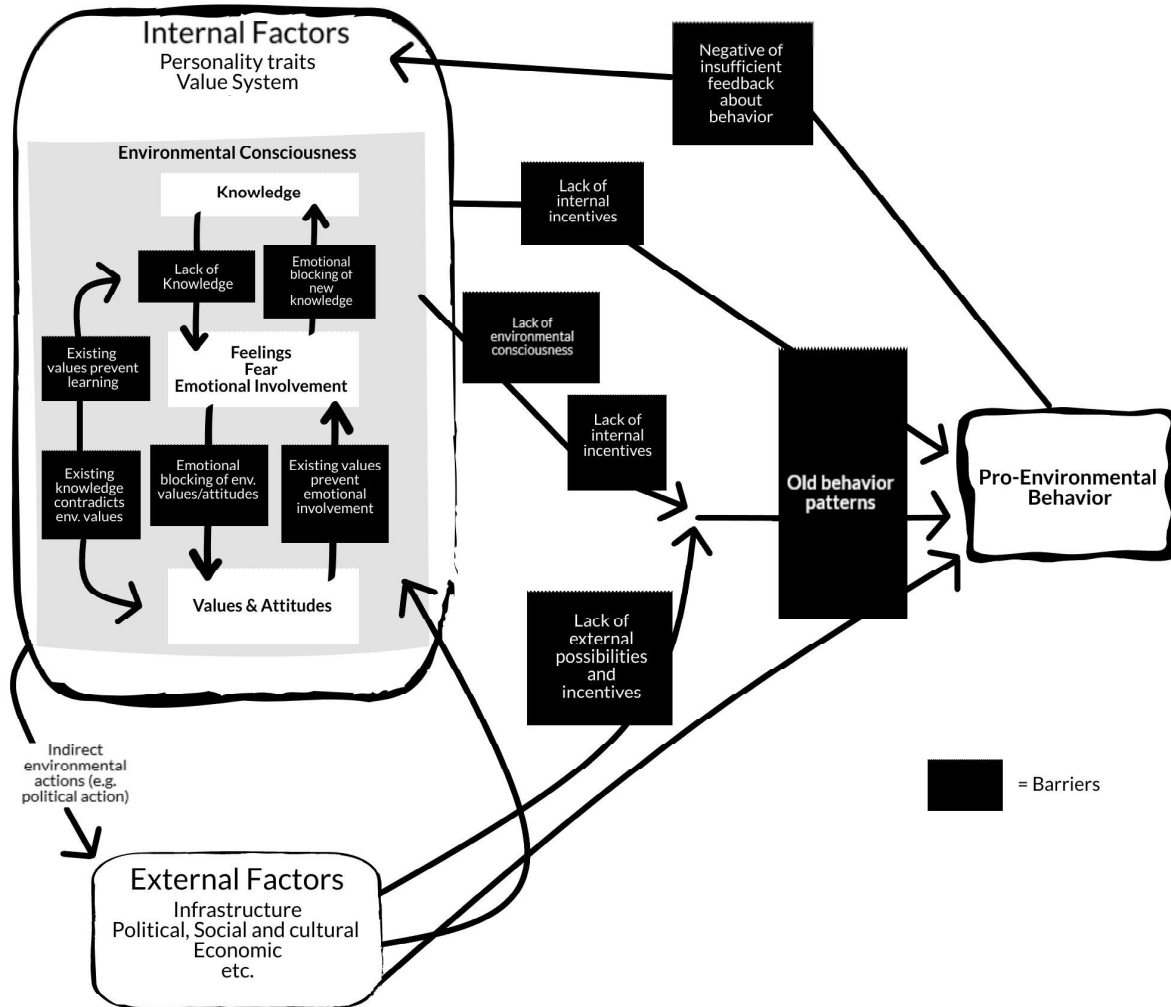 Internal Factors
Personality traits
Value System
Environmental Consciousness
Knowledge
Lack of
Knowledge
Emotional
blocking of
new
knowledge
Existing
values prevent
learning
Feelings
Fear
Emotional Involvement
Existing
knowledge
contradicts
env. values
Emotional
blocking of env.
values/attitudes
Existing values
prevent
emotional
involvement
Values & Attitudes
Negative of
insufficient
feedback
about
behavior
Lack of
internal
incentives
Lack of
environmental
consciousness
Lack of
internal
incentives
Old behavior
patterns
Pro-Environmental
Behavior
Lack of
external
possibilities
and
incentives
Indirect
environmental
actions (e.g.
political action)
= Barriers
External Factors
Infrastructure
Political, Social and cultural
Economic
etc.